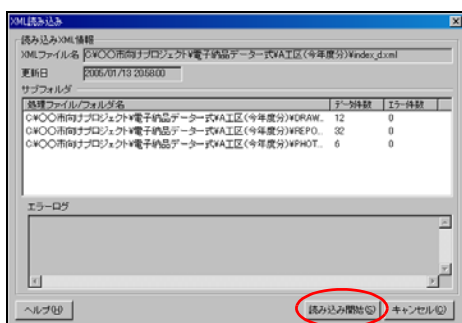 XML読み込み
読み込みXML情報
XMLファイル名 C:¥〇〇市向けプロジェクト¥電子納品データ一式¥A工区(今年度分)¥index_d.xml
更新日 2005/01/13 20:58:00
サブフォルダ
処理ファイル/フォルダ名 データ件数 エラー件数
C:¥〇〇市向けプロジェクト¥電子納品データ一式¥A工区(今年度分)¥DRAW... 12 0
C:¥〇〇市向けプロジェクト¥電子納品データ一式¥A工区(今年度分)¥REPO... 32 0
C:¥〇〇市向けプロジェクト¥電子納品データ一式¥A工区(今年度分)¥PHOT... 6 0
エラーログ
ヘルプ(H) 読み込み開始(S) キャンセル(C)